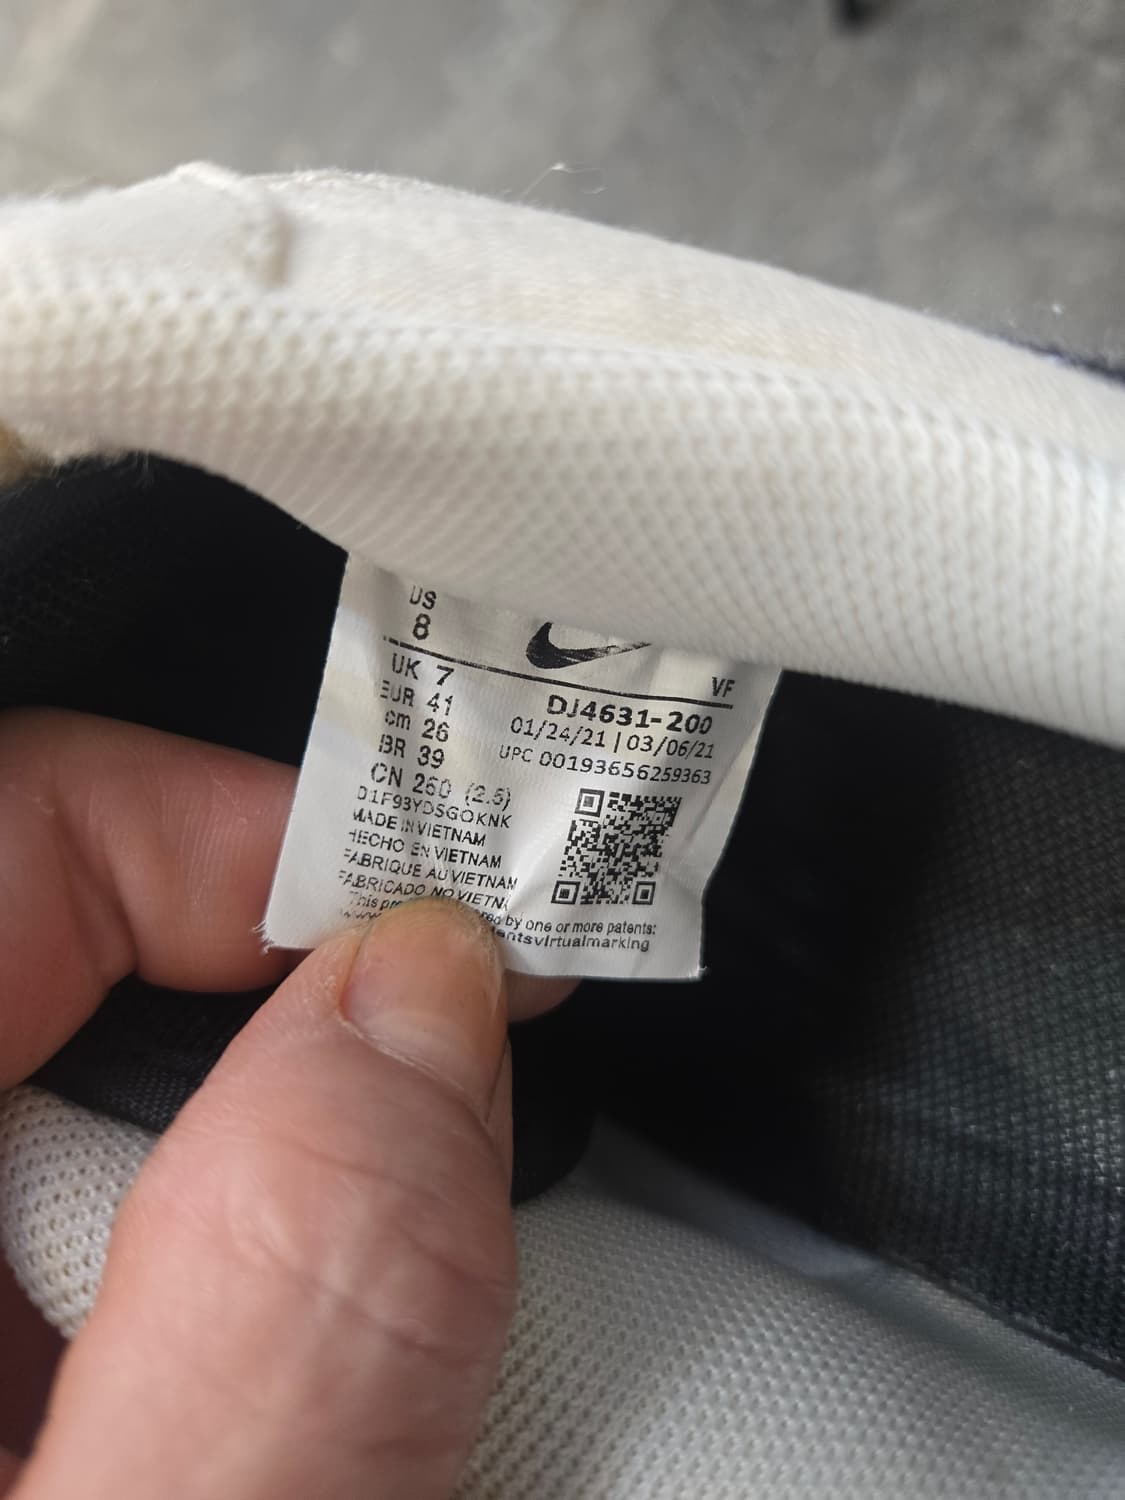 US
8
VF
UK 7
EUR 41
cm 26
BR 39
CN 260 (2.5)
DJ4631-200
01/24/21 | 03/06/21
UPC 00193656259363
D1F93YDSGOKNK
MADE IN VIETNAM
HECHO EN VIETNAM
FABRIQUE AU VIETNAM
FABRICADO NO VIETN
This by one or more patents: